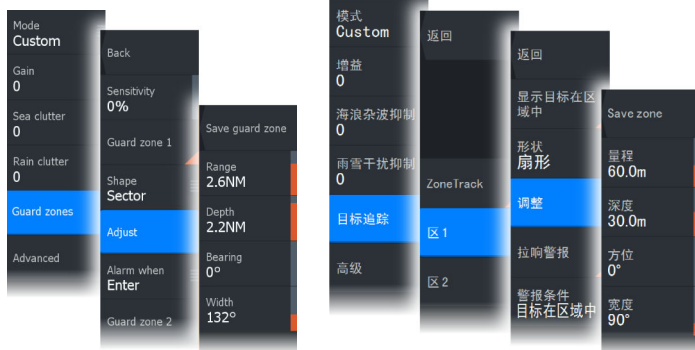 Mode
Custom
Gain
0
Sea clutter
0
Rain clutter
0
Guard zones
Advanced
Back
Sensitivity
0%
Guard zone 1
Shape
Sector
Adjust
Alarm when
Enter
Guard zone 2
Save guard zone
Range
2.6NM
Depth
2.2NM
Bearing
0°
Width
132°
模式
Custom
增益
0
海浪杂波抑制
0
雨雪干扰抑制
0
目标追踪
高级
返回
ZoneTrack
区1
区2
返回
显示目标在区
域中
形状
扇形
调整
拉响警报
警报条件
目标在区域中
Save zone
量程
60.0m
深度
30.0m
方位
0°
宽度
90°